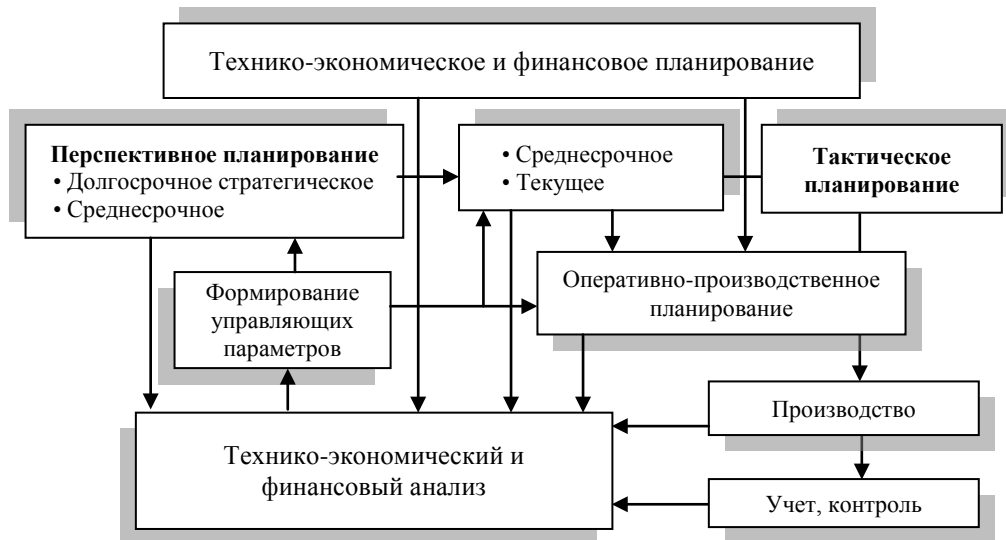 Технико-экономическое и финансовое планирование
Перспективное планирование
• Долгосрочное стратегическое
• Среднесрочное
• Среднесрочное
• Текущее
Тактическое
планирование
Формирование
управляющих
параметров
Оперативно-производственное
планирование
Производство
Технико-экономический и
финансовый анализ
Учет, контроль